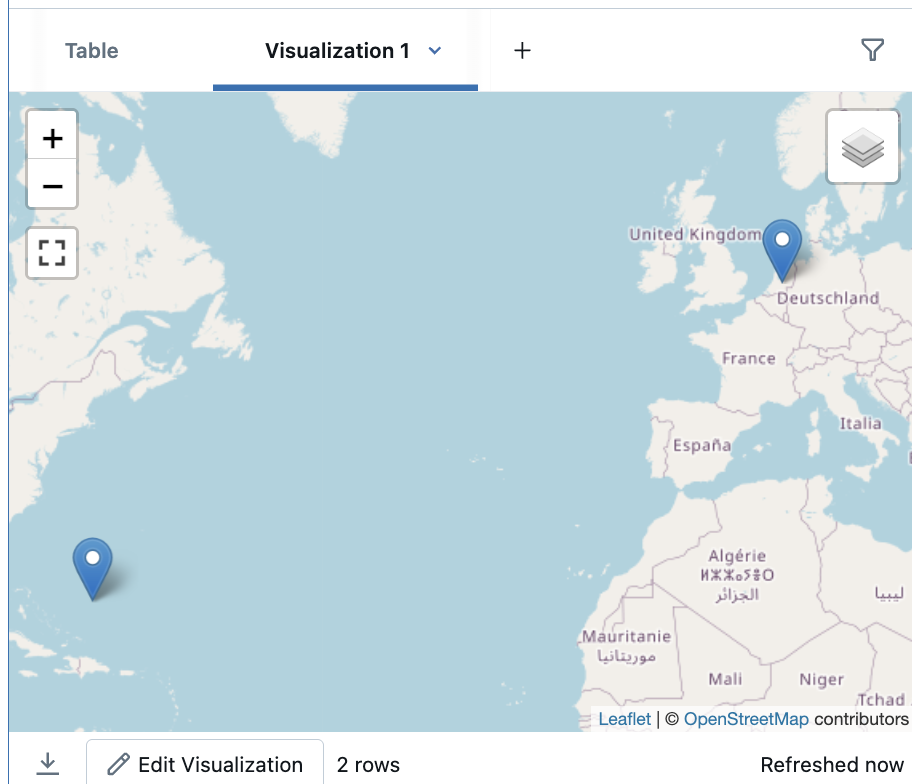 Table
Visualization 1
+
+
−
United Kingdom
Deutschland
France
Italia
España
Algérie
ⵍⵣⵣⴰⵢⴻⵔ
الجزائر
ليبيا
Mauritanie
موريتانيا
Mali
Niger
Tchad
Leaflet | © OpenStreetMap contributors
Edit Visualization
2 rows
Refreshed now